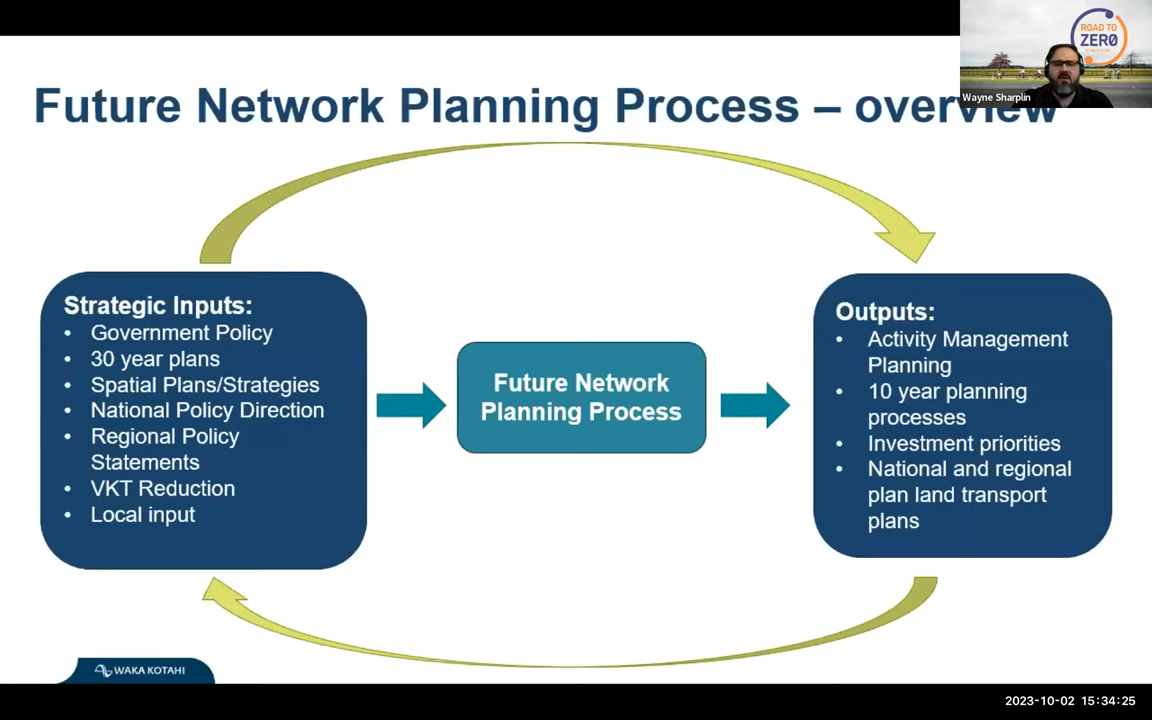 ROAD TO
ZERO
Wayne Sharplin
Future Network Planning Process – overview
Strategic Inputs:
• Government Policy
• 30 year plans
• Spatial Plans/Strategies
• National Policy Direction
• Regional Policy
Statements
• VKT Reduction
• Local input
Future Network
Planning Process
Outputs:
• Activity Management
Planning
• 10 year planning
processes
• Investment priorities
• National and regional
plan land transport
plans
WAKA KOTAHI
2023-10-02 15:34:25